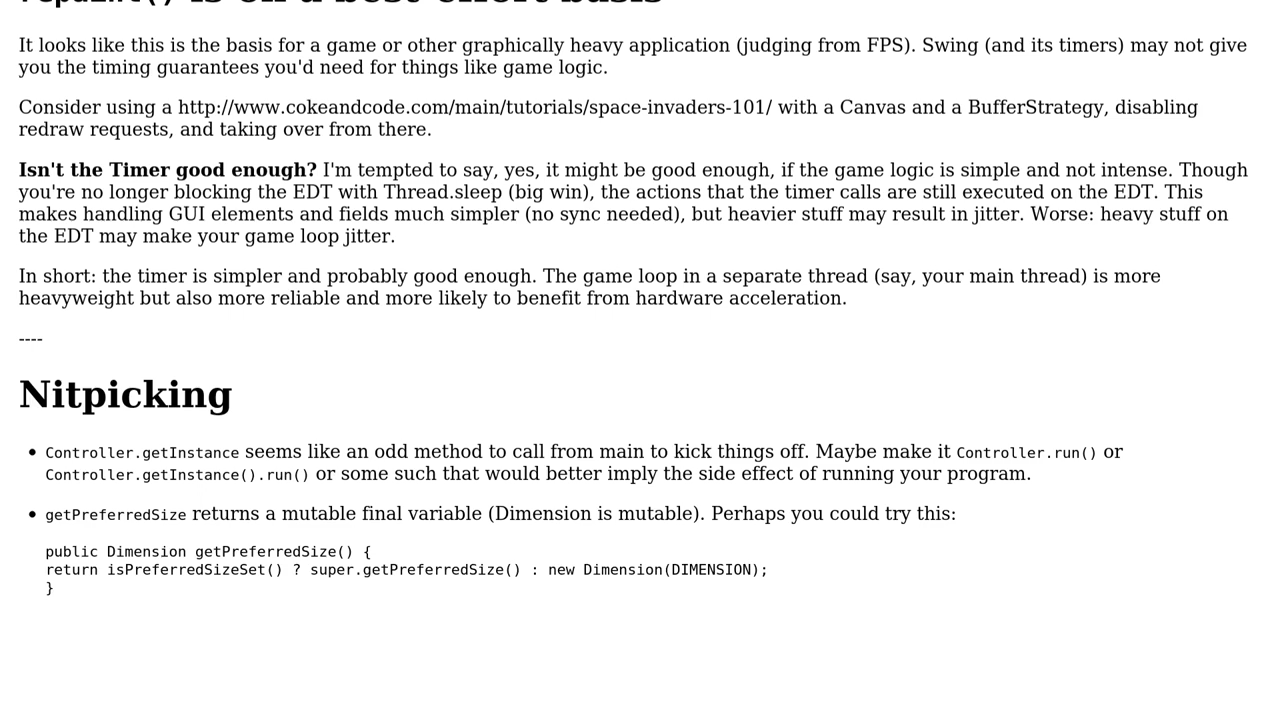 repaint() is on a best-effort basis
It looks like this is the basis for a game or other graphically heavy application (judging from FPS). Swing (and its timers) may not give
you the timing guarantees you'd need for things like game logic.
Consider using a http://www.cokeandcode.com/main/tutorials/space-invaders-101/ with a Canvas and a BufferStrategy, disabling
redraw requests, and taking over from there.
Isn't the Timer good enough? I'm tempted to say, yes, it might be good enough, if the game logic is simple and not intense. Though
you're no longer blocking the EDT with Thread.sleep (big win), the actions that the timer calls are still executed on the EDT. This
makes handling GUI elements and fields much simpler (no sync needed), but heavier stuff may result in jitter. Worse: heavy stuff on
the EDT may make your game loop jitter.
In short: the timer is simpler and probably good enough. The game loop in a separate thread (say, your main thread) is more
heavyweight but also more reliable and more likely to benefit from hardware acceleration.
----
Nitpicking
• Controller.getInstance seems like an odd method to call from main to kick things off. Maybe make it Controller.run() or
Controller.getInstance().run() or some such that would better imply the side effect of running your program.
• getPreferredSize returns a mutable final variable (Dimension is mutable). Perhaps you could try this:
public Dimension getPreferredSize() {
return isPreferredSizeSet() ? super.getPreferredSize() : new Dimension(DIMENSION);
}